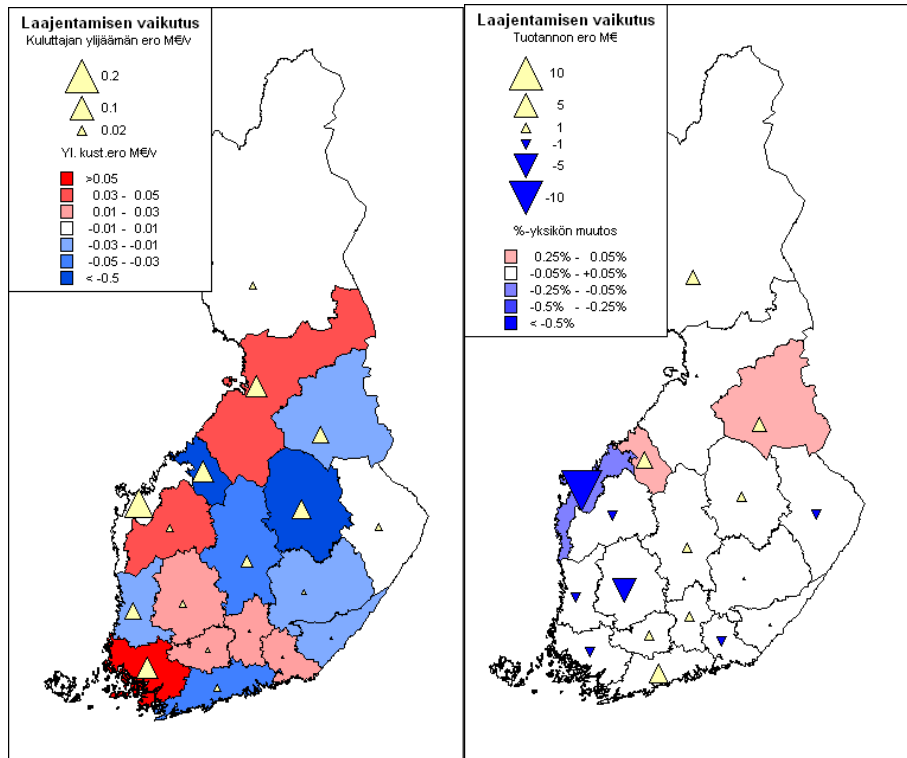 Laajentamisen vaikutus
Kuluttajan ylijäämän ero M€/v
0.2
0.1
0.02
Yl. kust.ero M€/v
>0.05
0.03 - 0.05
0.01 - 0.03
-0.01 - 0.01
-0.03 --0.01
-0.05 --0.03
< -0.5
Laajentamisen vaikutus
Tuotannon ero M€
10
5
1
-1
-5
-10
%-yksikön muutos
0.25% - 0.05%
-0.05% - +0.05%
-0.25% - -0.05%
-0.5% - -0.25%
< -0.5%